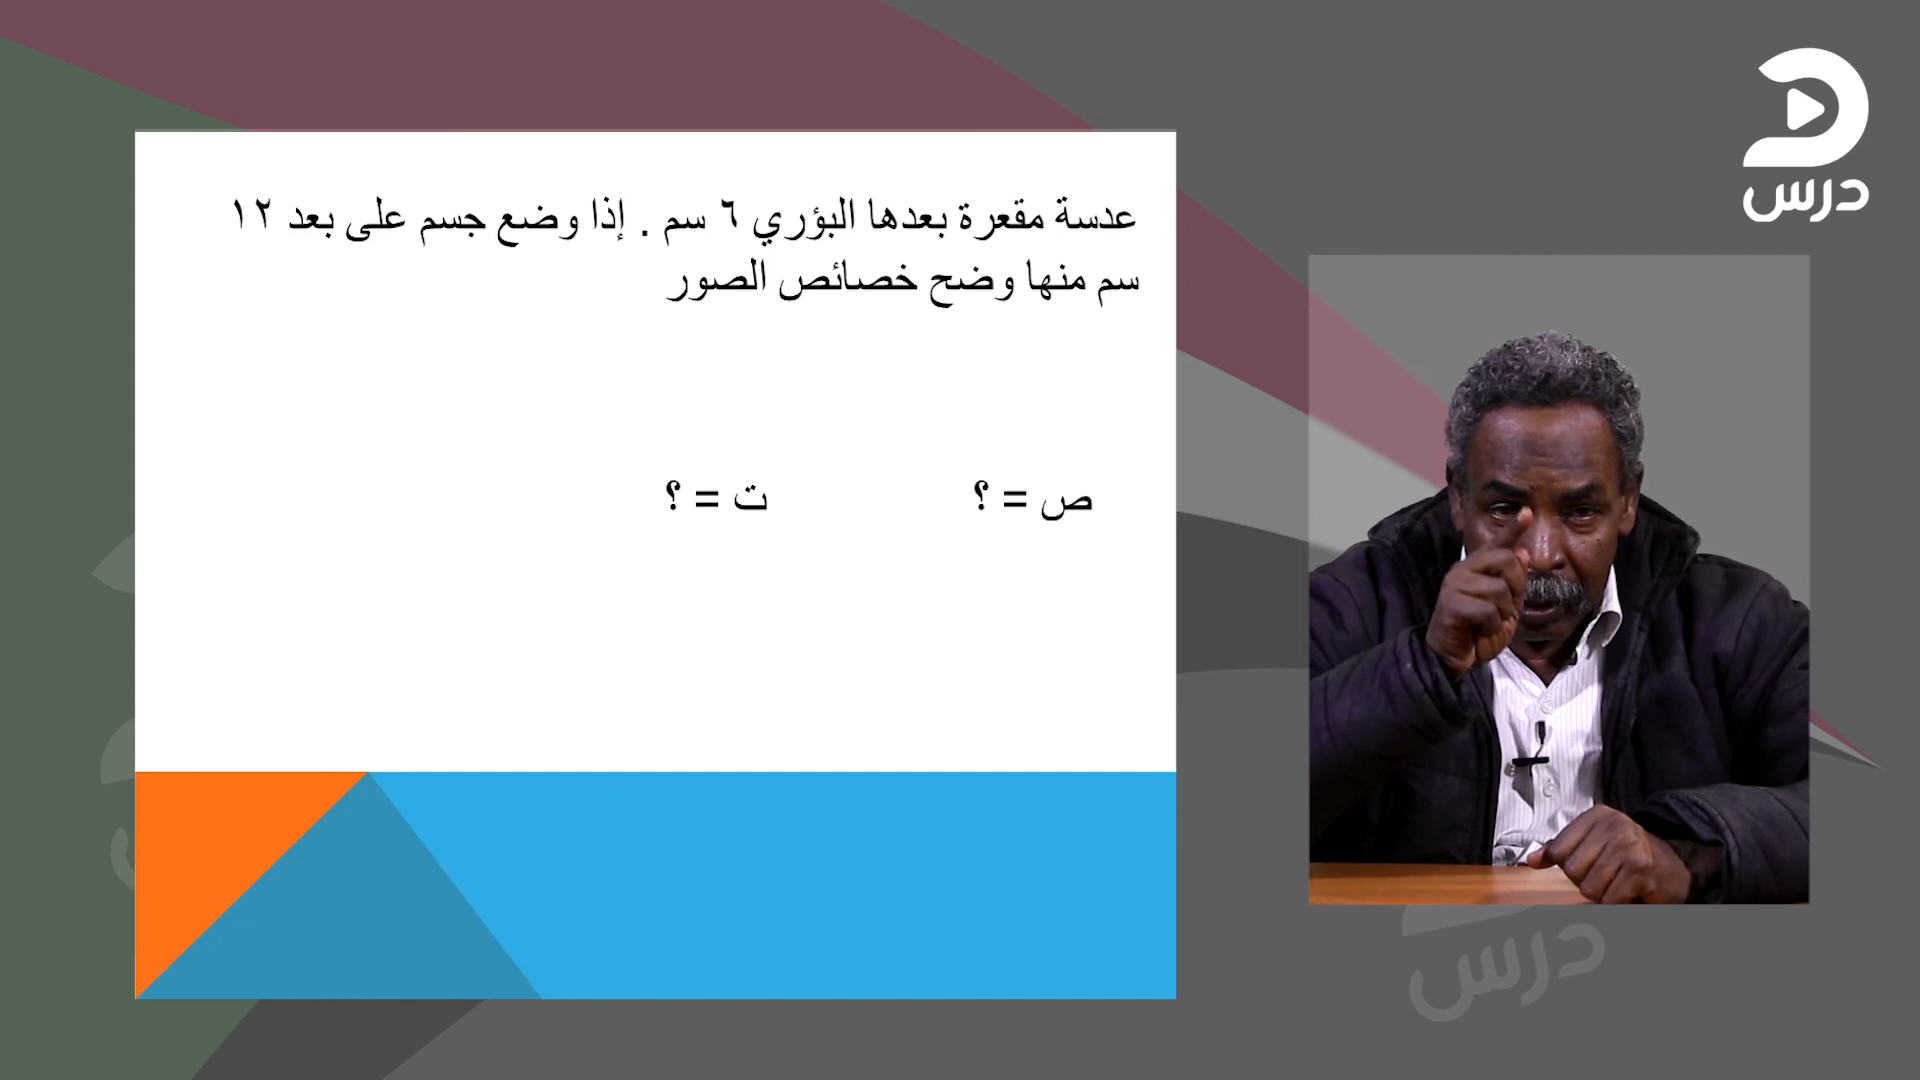 عدسة مقعرة بعدها البؤري ٦ سم . إذا وضع جسم على بعد ١٢
سم منها وضح خصائص الصور
ص = ؟
ت = ؟
درس
درس